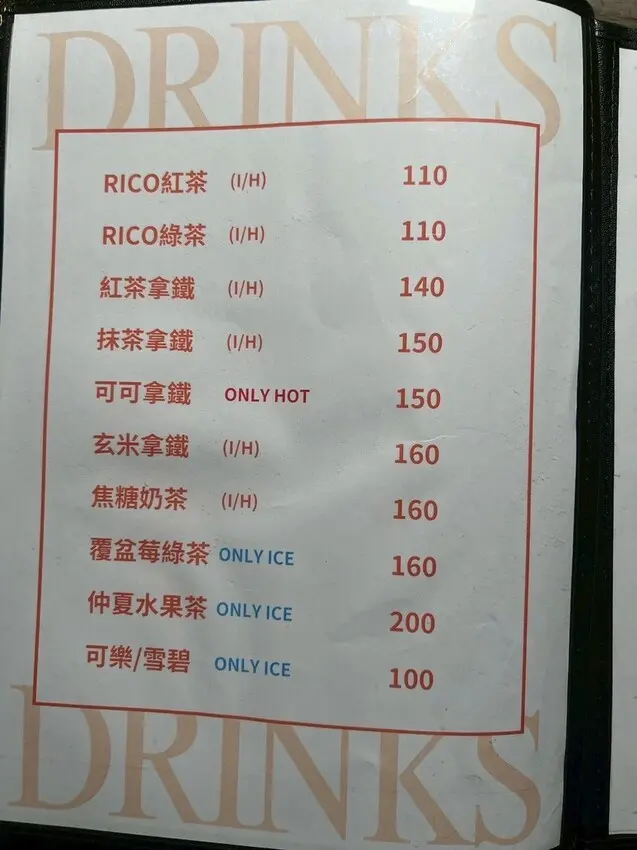 DRINKS
RICO紅茶 (I/H) 110
RICO綠茶 (I/H) 110
紅茶拿鐵 (I/H) 140
抹茶拿鐵 (I/H) 150
可可拿鐵 ONLY HOT 150
玄米拿鐵 (I/H) 160
焦糖奶茶 (I/H) 160
覆盆莓綠茶 ONLY ICE 160
仲夏水果茶 ONLY ICE 200
可樂/雪碧 ONLY ICE 100
DRINKS